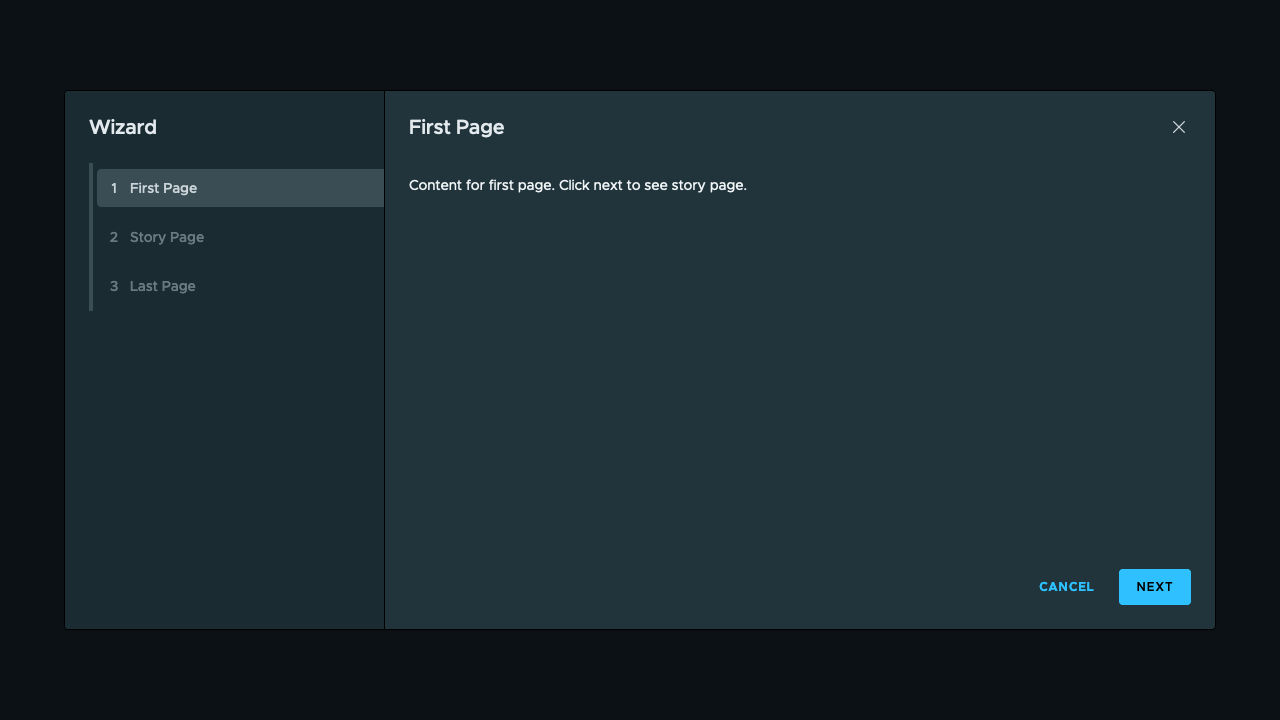 Wizard
1 First Page
2 Story Page
3 Last Page
First Page
Content for first page. Click next to see story page.
CANCEL
NEXT